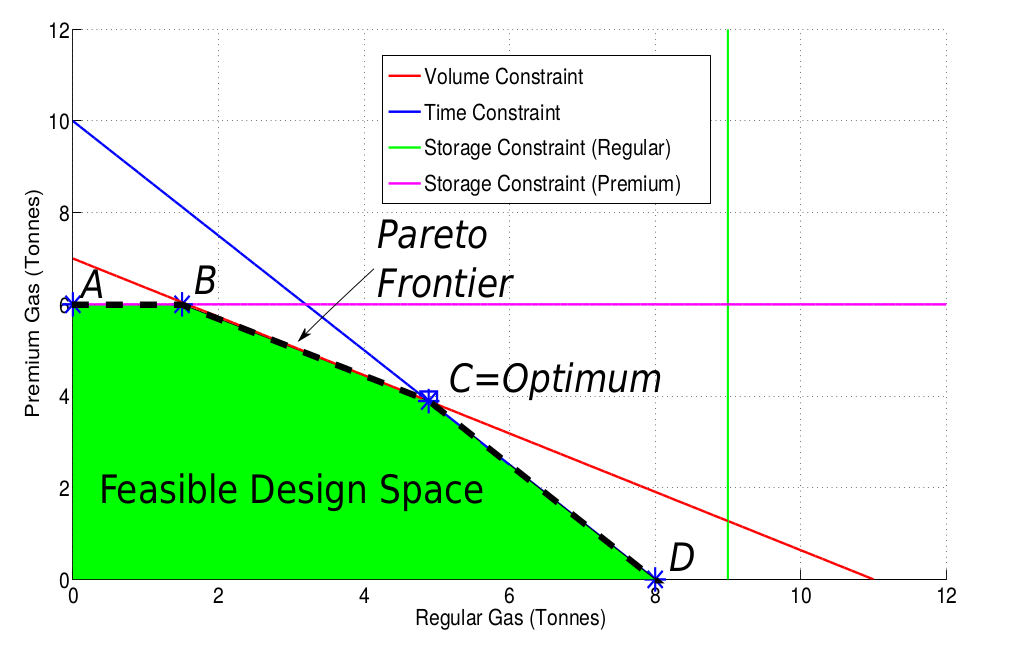 12
10
8
6
4
2
0
Premium Gas (Tonnes)
Volume Constraint
Time Constraint
Storage Constraint (Regular)
Storage Constraint (Premium)
Pareto
Frontier
A
B
C=Optimum
Feasible Design Space
D
0 2 4 6 8 10 12
Regular Gas (Tonnes)